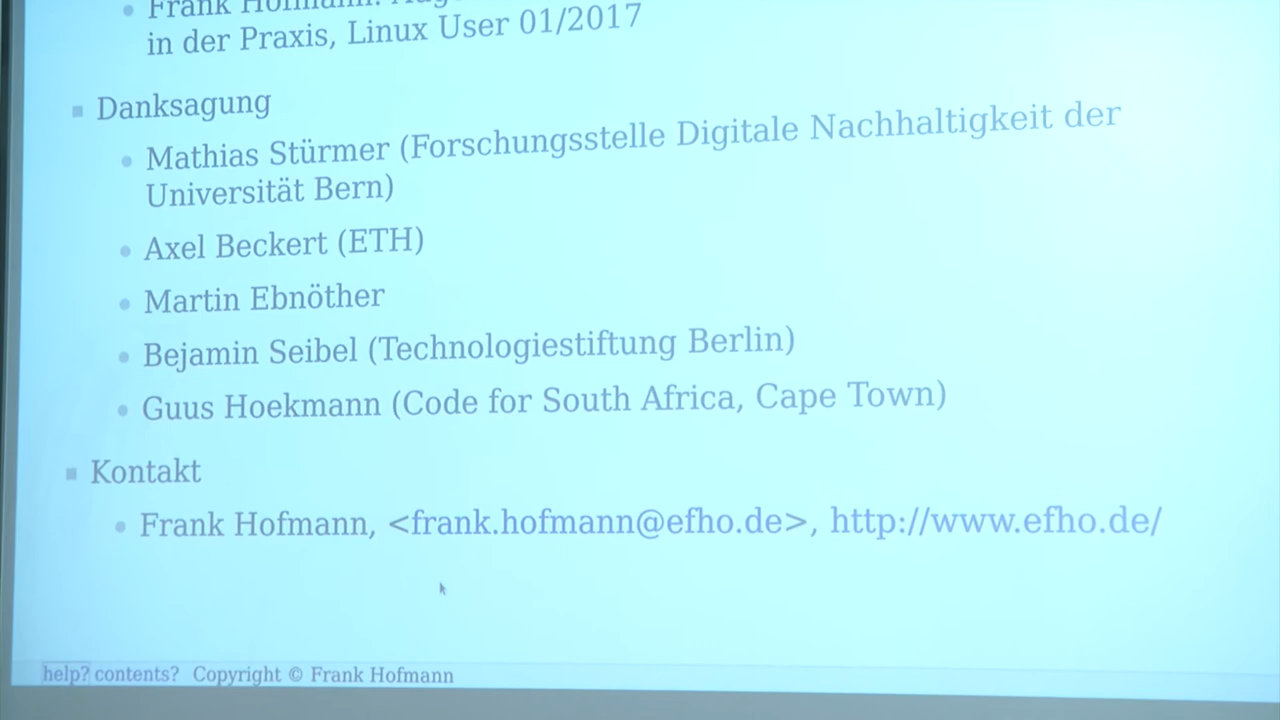 Frank Hofmann:
in der Praxis, Linux User 01/2017
Danksagung
Mathias Stürmer (Forschungsstelle Digitale Nachhaltigkeit der
Universität Bern)
Axel Beckert (ETH)
Martin Ebnöther
Bejamin Seibel (Technologiestiftung Berlin)
Guus Hoekmann (Code for South Africa, Cape Town)
Kontakt
Frank Hofmann, <frank.hofmann@efho.de>, http://www.efho.de/
help? contents? Copyright © Frank Hofmann